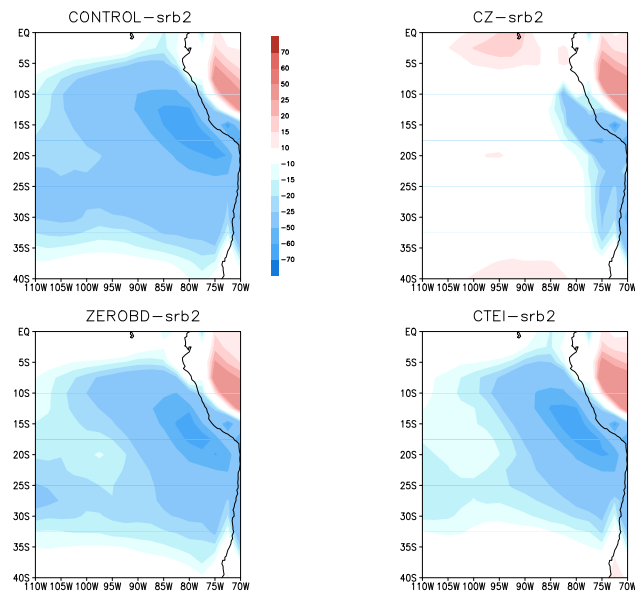 CONTROL-srb2
EQ
5S
10S
15S
20S
25S
30S
35S
40S
110W 105W 100W 95W 90W 85W 80W 75W 70W
70
60
50
25
20
15
10
-10
-15
-20
-25
-50
-60
-70
CZ-srb2
EQ
5S
10S
15S
20S
25S
30S
35S
40S
110W 105W 100W 95W 90W 85W 80W 75W 70W
ZEROBD-srb2
EQ
5S
10S
15S
20S
25S
30S
35S
40S
110W 105W 100W 95W 90W 85W 80W 75W 70W
CTEI-srb2
EQ
5S
10S
15S
20S
25S
30S
35S
40S
110W 105W 100W 95W 90W 85W 80W 75W 70W